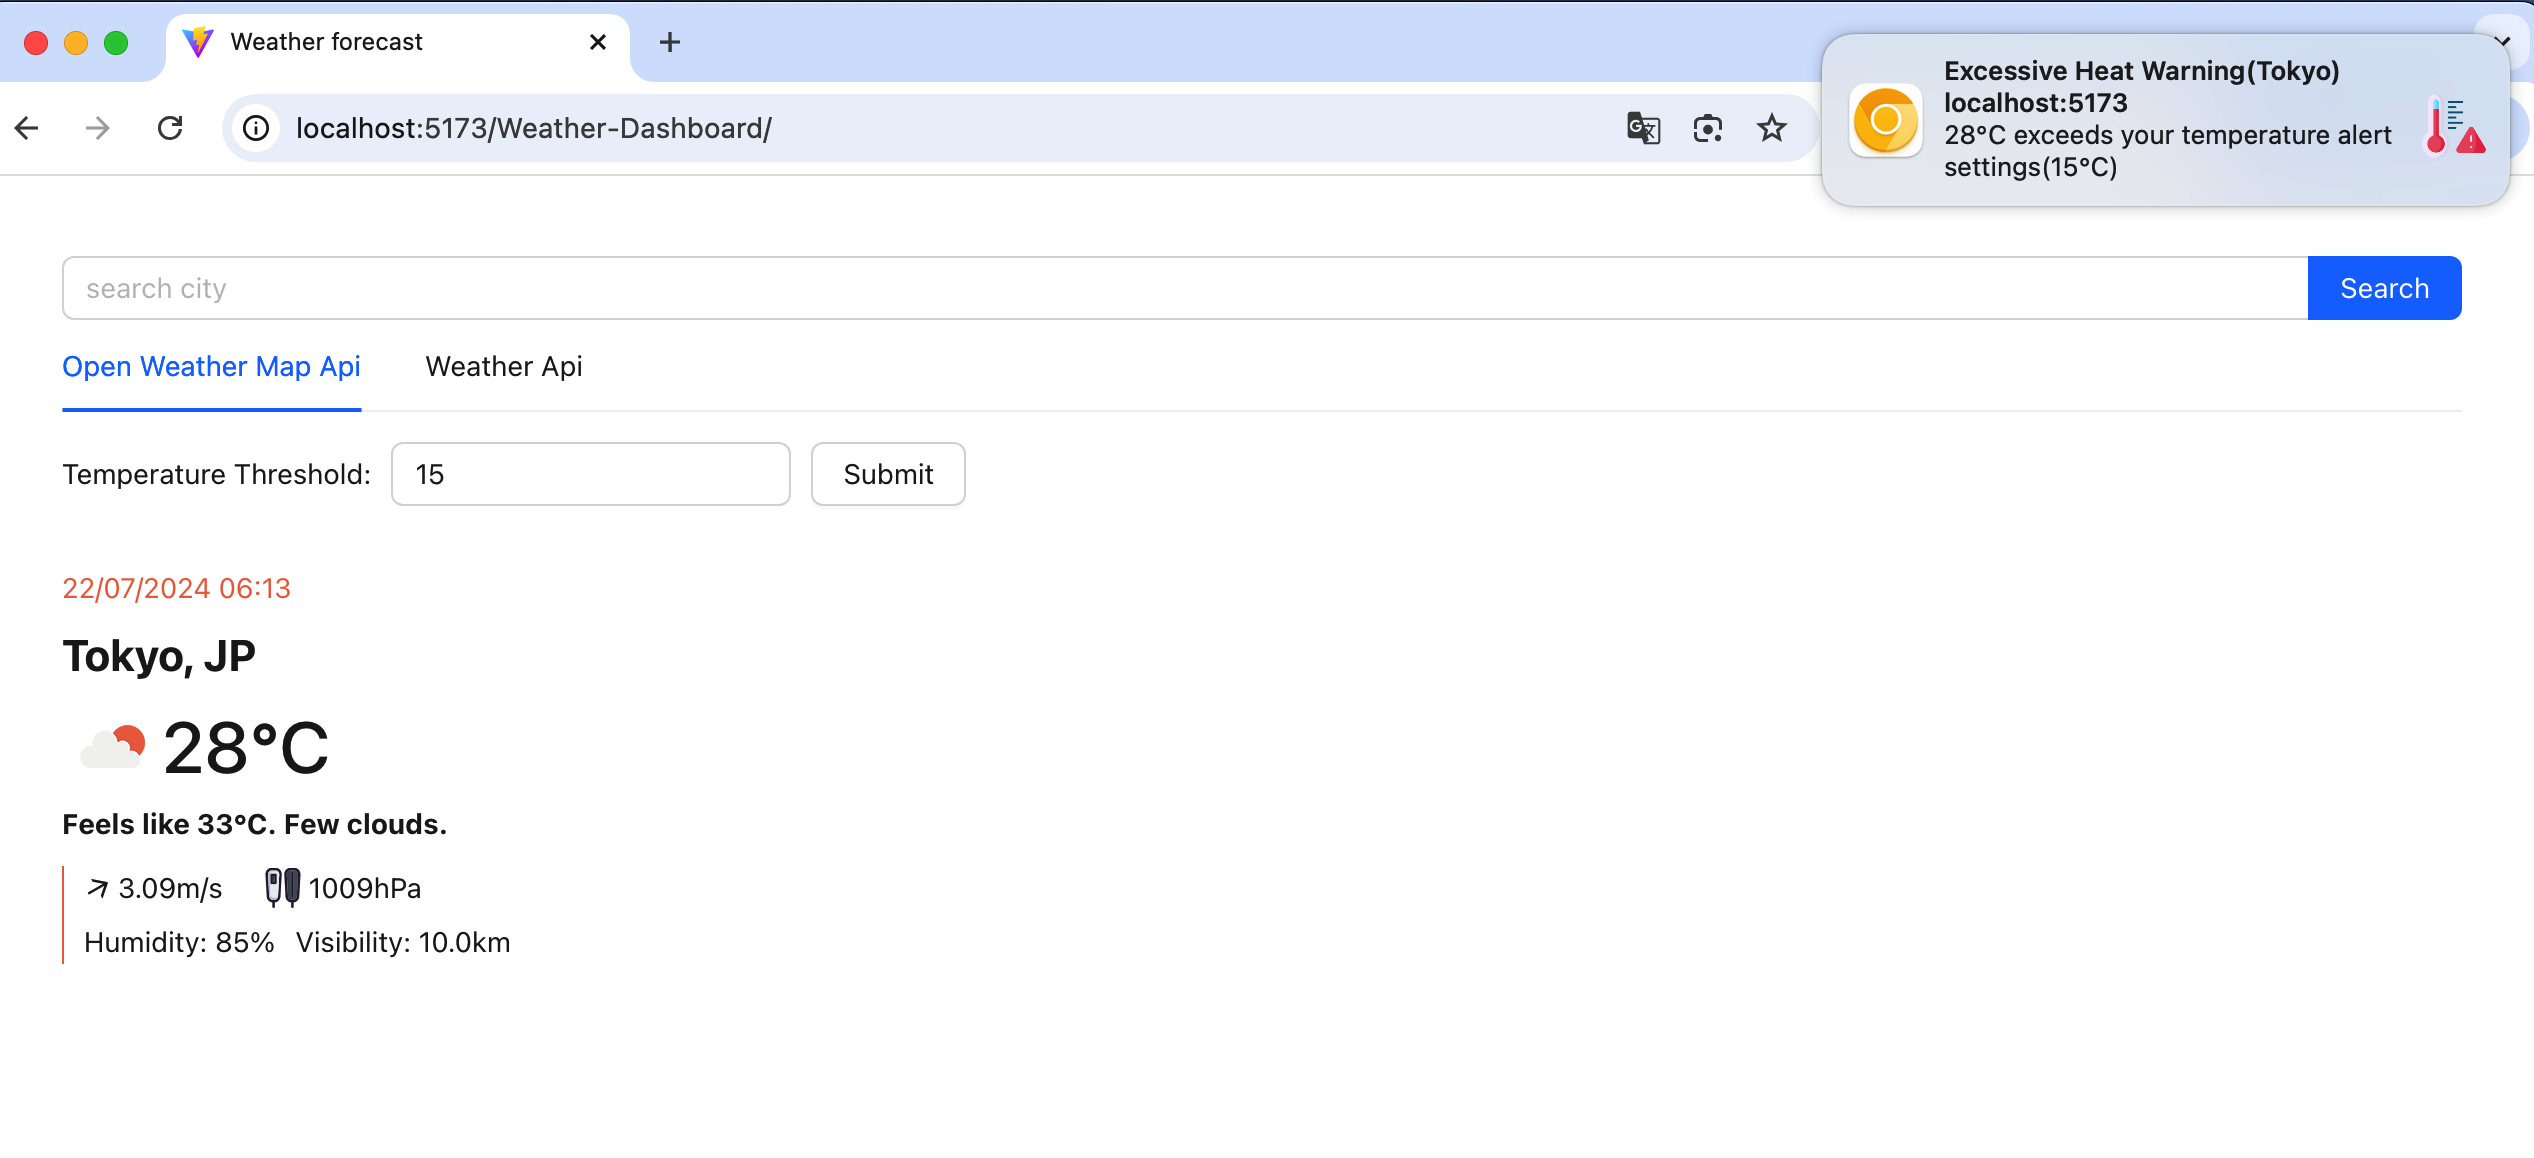 Weather forecast
localhost:5173/Weather-Dashboard/
Excessive Heat Warning(Tokyo)
localhost:5173
28°C exceeds your temperature alert
settings(15°C)
search city
Search
Open Weather Map Api Weather Api
Temperature Threshold: 15 Submit
22/07/2024 06:13
Tokyo, JP
28°C
Feels like 33°C. Few clouds.
3.09m/s 1009hPa
Humidity: 85% Visibility: 10.0km